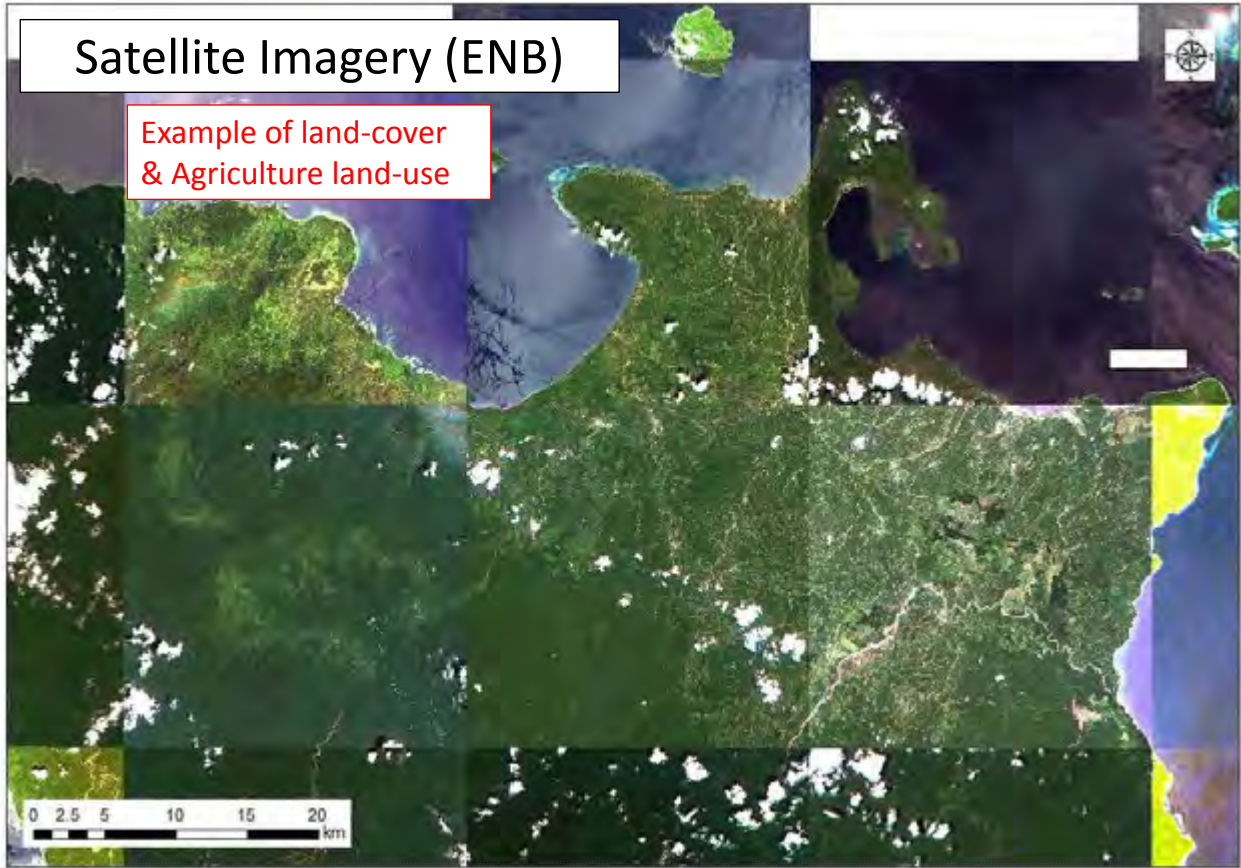 Satellite Imagery (ENB)
Example of land-cover
& Agriculture land-use
0 2.5 5 10 15 20
km